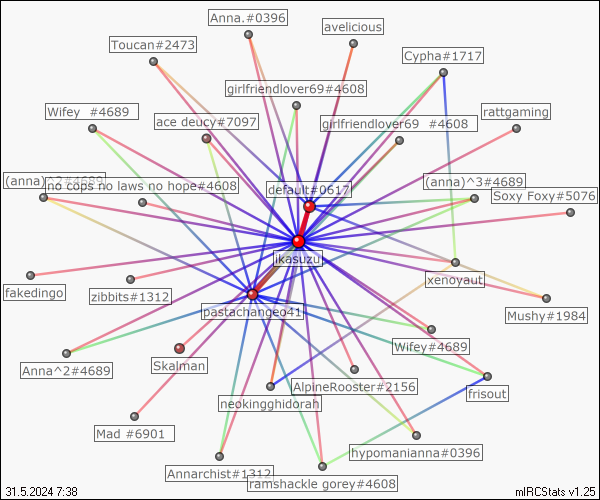 Anna.#0396
avelicious
Toucan#2473
Cypha#1717
girlfriendlover69#4608
Wifey  #4689
rattgaming
ace deucy#7097
girlfriendlover69  #4608
(anna)^2#4689
no cops no laws no hope#4608
default#0617
(anna)^3#4689
Soxy Foxy#5076
ikasuzu
xenoyaut
fakedingo
zibbits#1312
pastachangeo41
Mushy#1984
Wifey#4689
Anna^2#4689
Skalman
AlpineRooster#2156
frisout
neokingghidorah
Mad #6901
hypomanianna#0396
Annarchist#1312
ramshackle gorey#4608
31.5.2024 7:38
mIRCStats v1.25